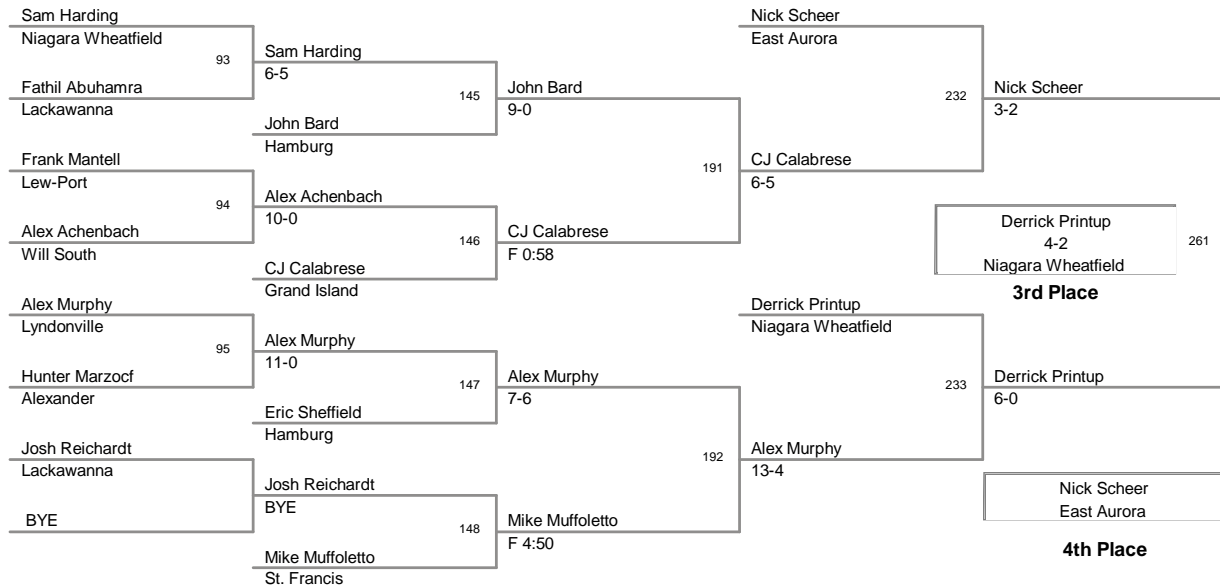 Sam Harding
Niagara Wheatfield
93
Fathil Abuhamra
Lackawanna
Sam Harding
6-5
145
John Bard
Hamburg
John Bard
9-0
Frank Mantell
Lew-Port
94
Alex Achenbach
Will South
Alex Achenbach
10-0
146
CJ Calabrese
Grand Island
CJ Calabrese
F 0:58
191
Nick Scheer
East Aurora
232
CJ Calabrese
6-5
Nick Scheer
3-2
Derrick Printup
4-2
Niagara Wheatfield
261
3rd Place
Alex Murphy
Lyndonville
95
Hunter Marzocf
Alexander
Alex Murphy
11-0
147
Eric Sheffield
Hamburg
Alex Murphy
7-6
Josh Reichardt
Lackawanna
BYE
Josh Reichardt
BYE
148
Mike Muffoletto
St. Francis
Mike Muffoletto
F 4:50
192
Derrick Printup
Niagara Wheatfield
233
Alex Murphy
13-4
Derrick Printup
6-0
Nick Scheer
East Aurora
4th Place